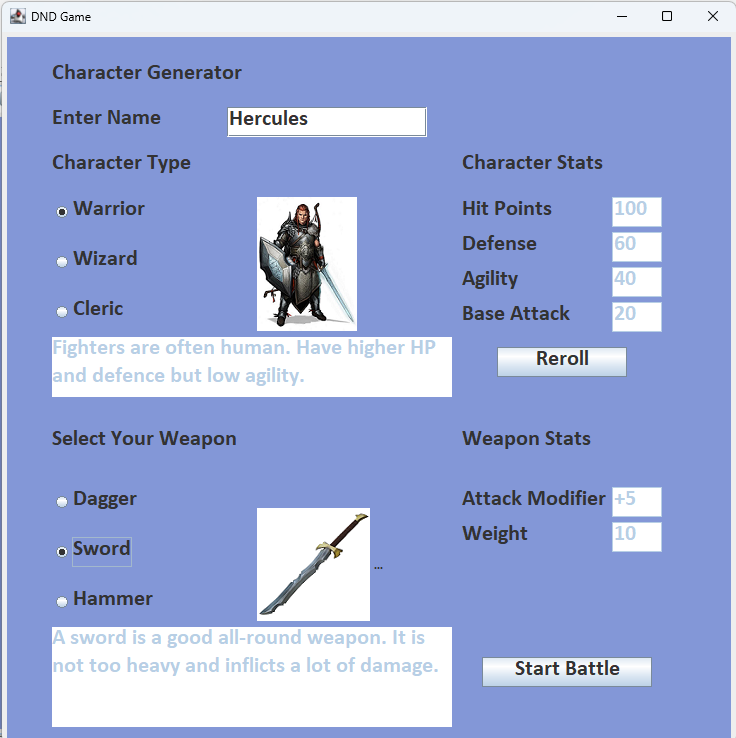 DND Game
Character Generator
Enter Name
Hercules
Character Type
Character Stats
Warrior
Hit Points
100
Defense
60
Wizard
Agility
40
Cleric
Base Attack
20
Fighters are often human. Have higher HP
and defence but low agility.
Reroll
Select Your Weapon
Weapon Stats
Dagger
Attack Modifier
+5
Sword
Weight
10
...
Hammer
A sword is a good all-round weapon. It is
not too heavy and inflicts a lot of damage.
Start Battle